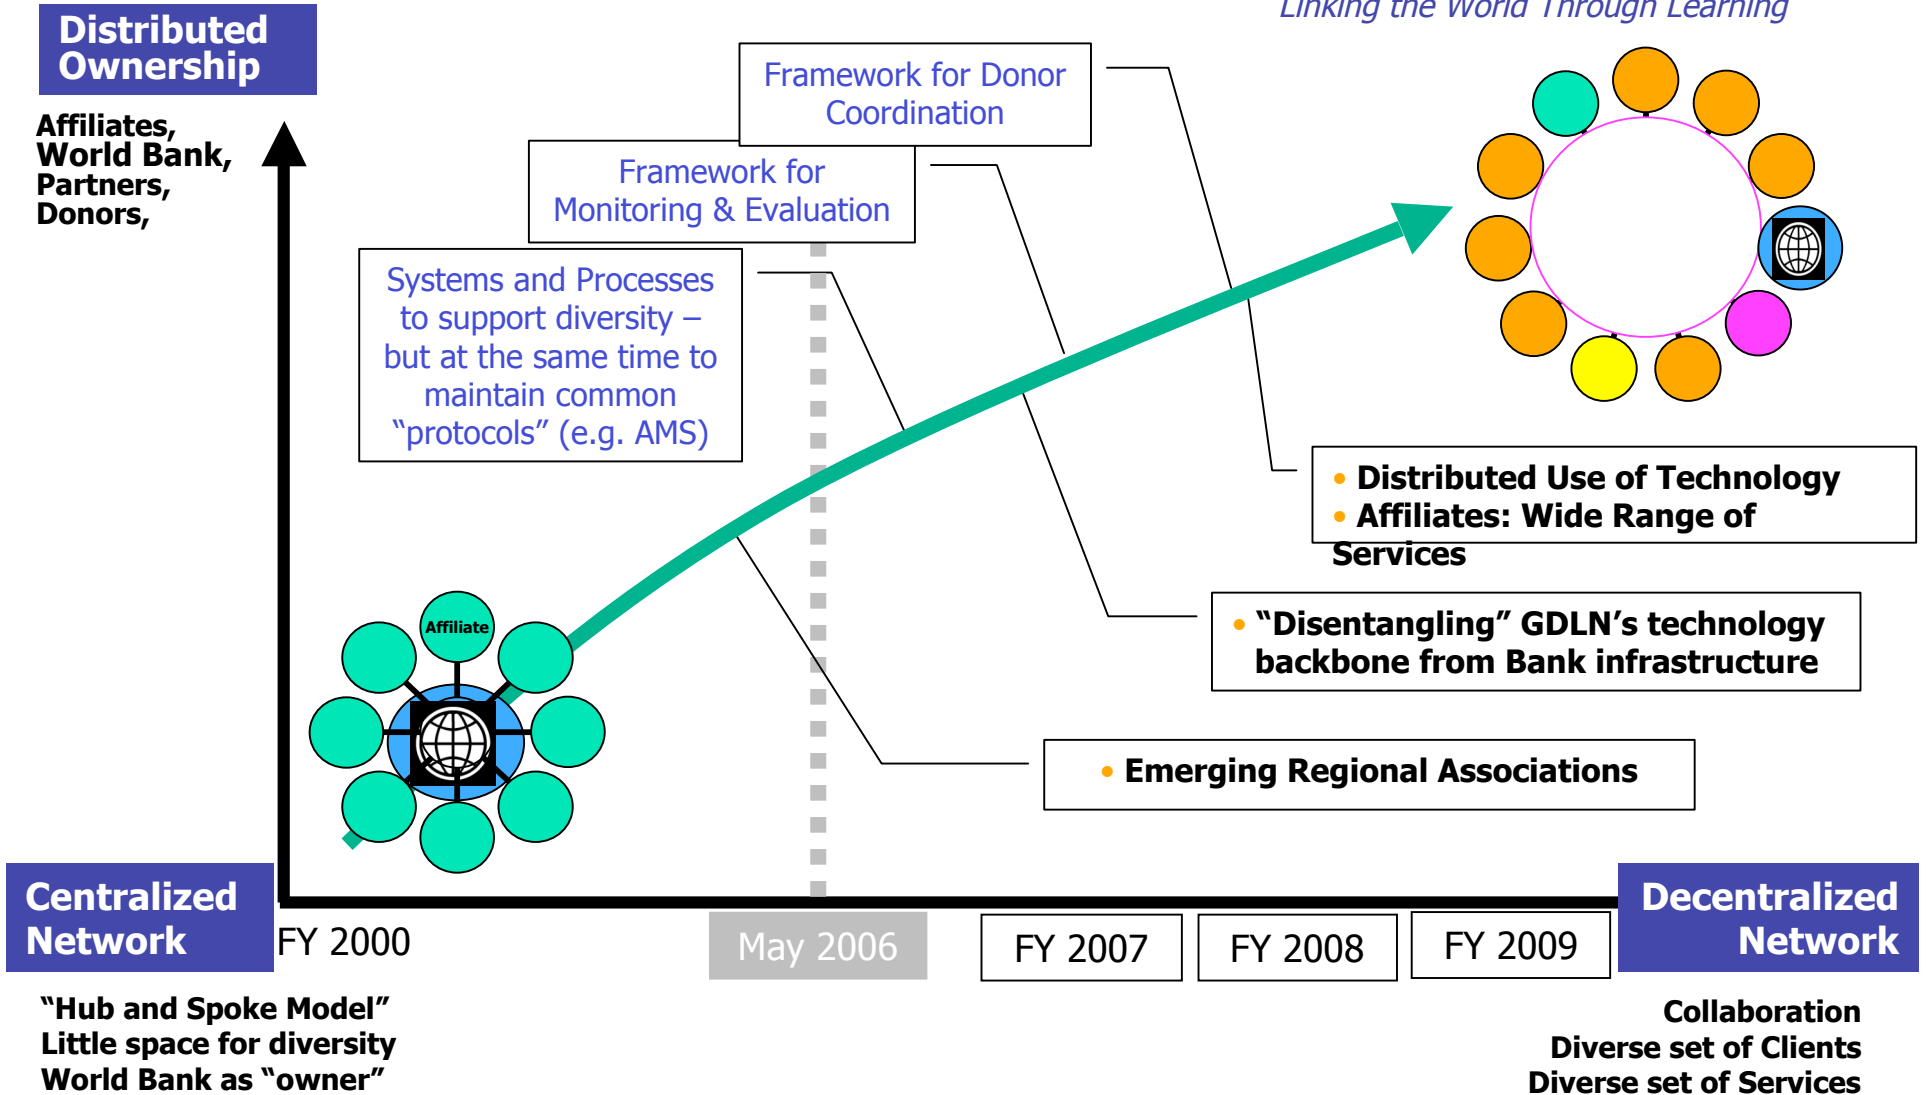 Linking the World Through Learning
Distributed
Ownership
Affiliates,
World Bank,
Partners,
Donors,
Framework for Donor
Coordination
Framework for
Monitoring & Evaluation
Systems and Processes
to support diversity –
but at the same time to
maintain common
“protocols” (e.g. AMS)
• Distributed Use of Technology
• Affiliates: Wide Range of
Services
• “Disentangling” GDLN’s technology
backbone from Bank infrastructure
• Emerging Regional Associations
Affiliate
Centralized
Network
FY 2000
May 2006
FY 2007
FY 2008
FY 2009
Decentralized
Network
“Hub and Spoke Model”
Little space for diversity
World Bank as “owner”
Collaboration
Diverse set of Clients
Diverse set of Services